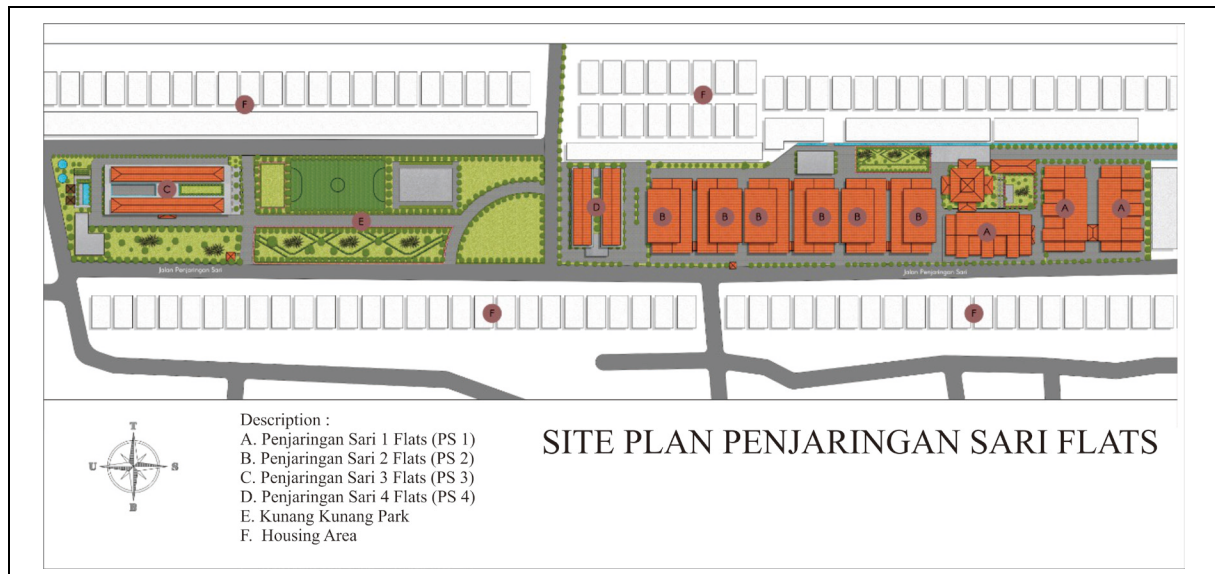 F
F
C
E
D
B
B
B
B
B
B
A
A
A
Jalan Penjaringan Sari
Jalan Penjaringan Sari
F
F
T
U
S
B
Description :
A. Penjaringan Sari 1 Flats (PS 1)
B. Penjaringan Sari 2 Flats (PS 2)
C. Penjaringan Sari 3 Flats (PS 3)
D. Penjaringan Sari 4 Flats (PS 4)
E. Kunang Kunang Park
F. Housing Area
SITE PLAN PENJARINGAN SARI FLATS